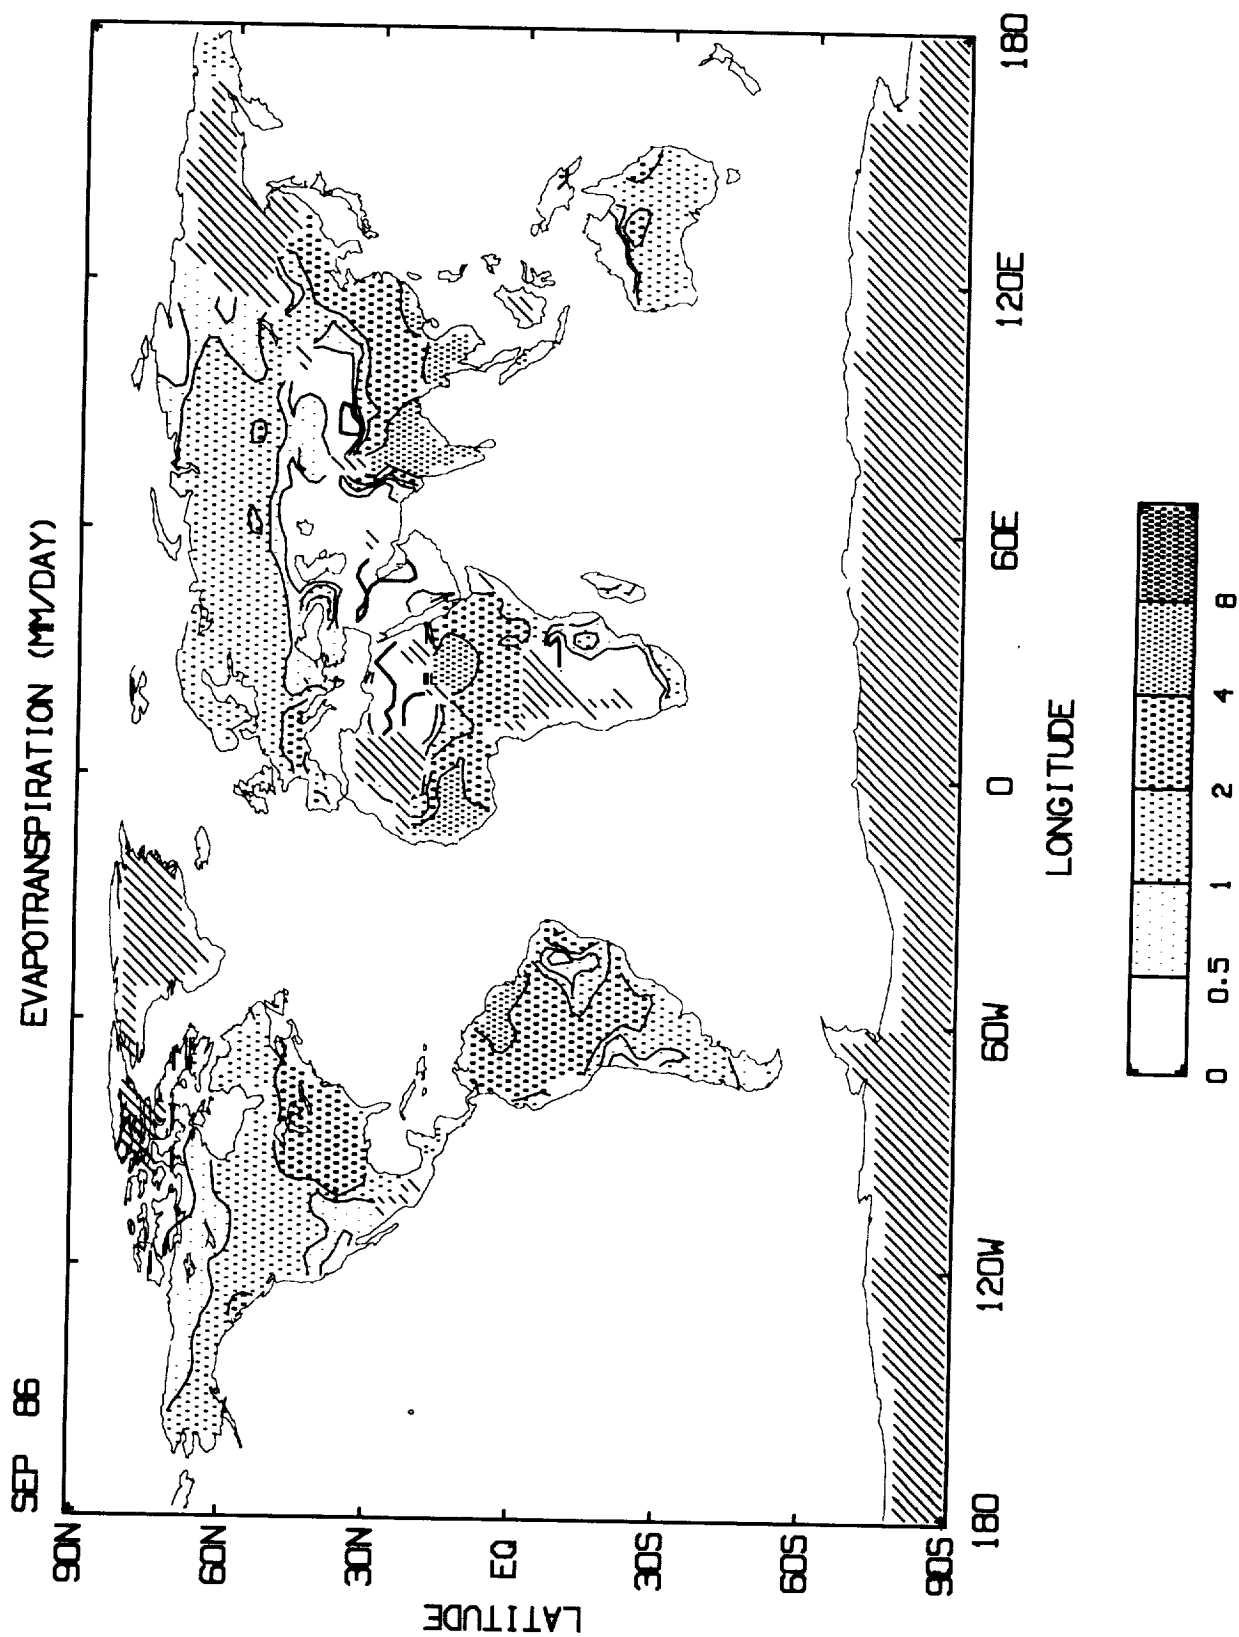 SEP 86
EVAPOTRANSPIRATION (MM/DAY)
90N
60N
30N
EQ
30S
60S
90S
LATITUDE
180
120W
60W
0
60E
120E
180
LONGITUDE
0
0.5
1
2
4
8